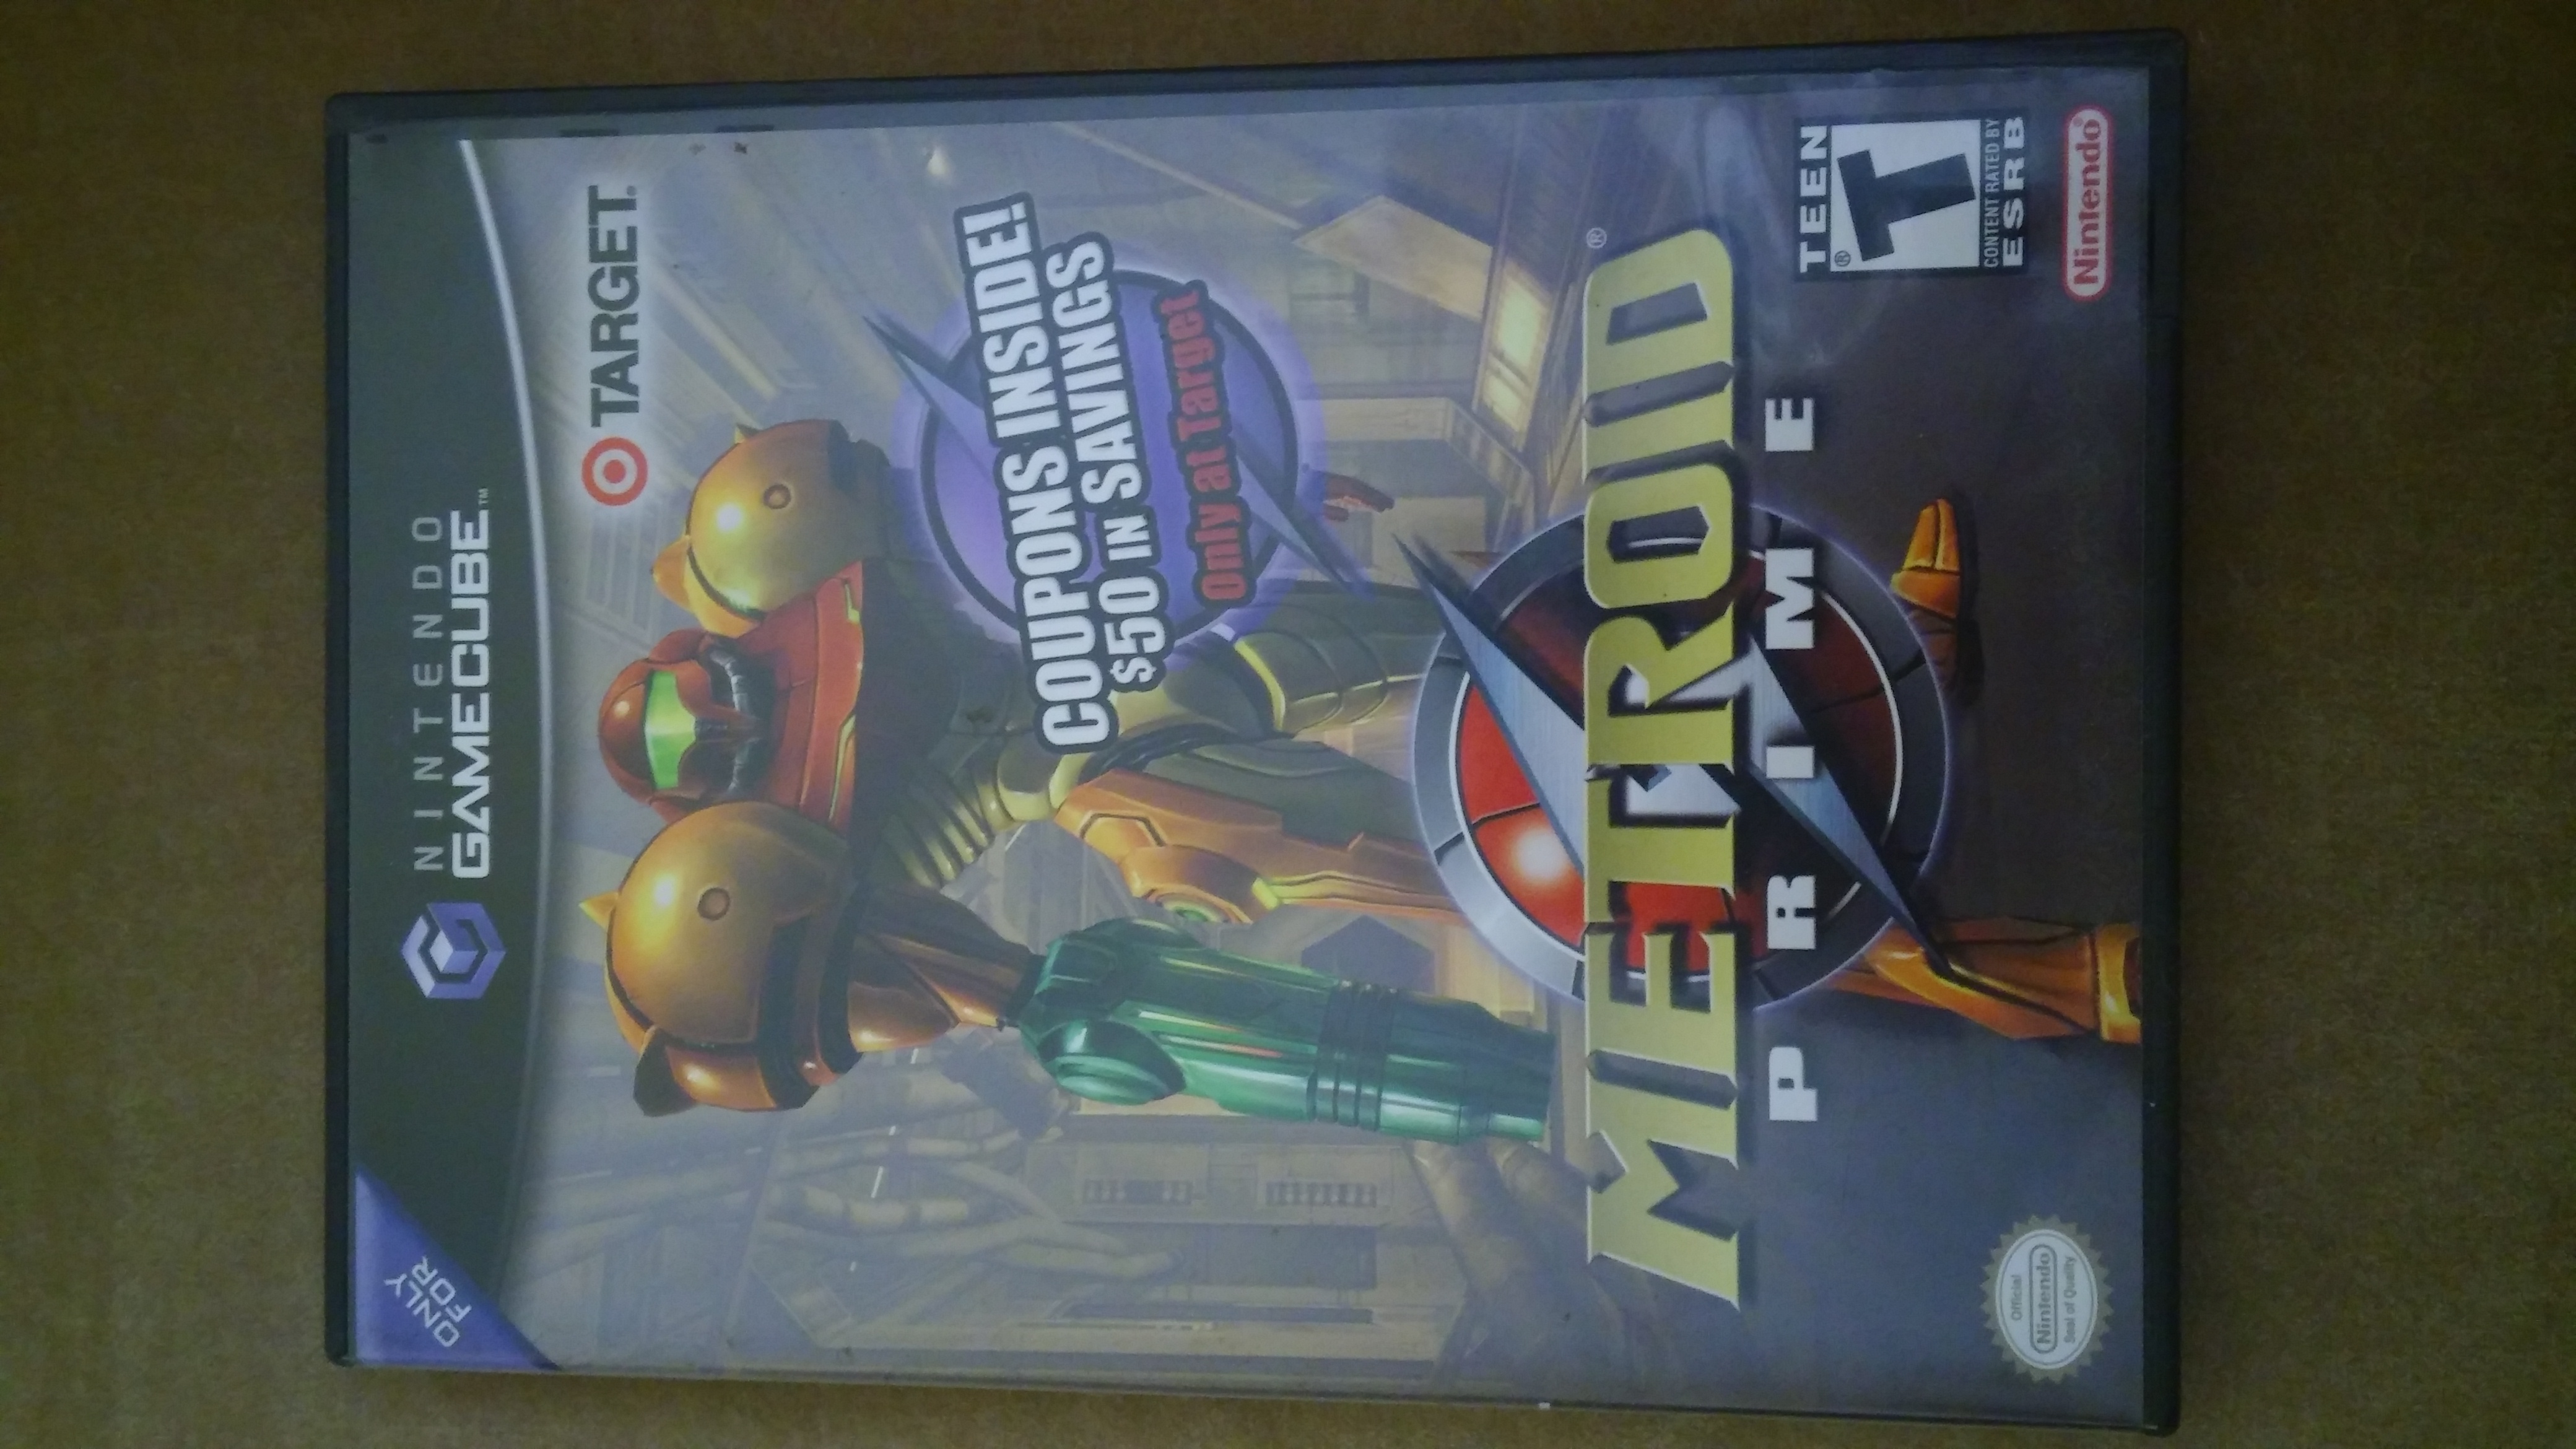 ONLY
FOR
NINTENDO
GAMECUBE™
TARGET®
COUPONS INSIDE!
$50 IN SAVINGS
Only at Target
METROID®
PRIME
TEEN
®
T
CONTENT RATED BY
ESRB
Official
Nintendo
Seal of Quality
Nintendo®